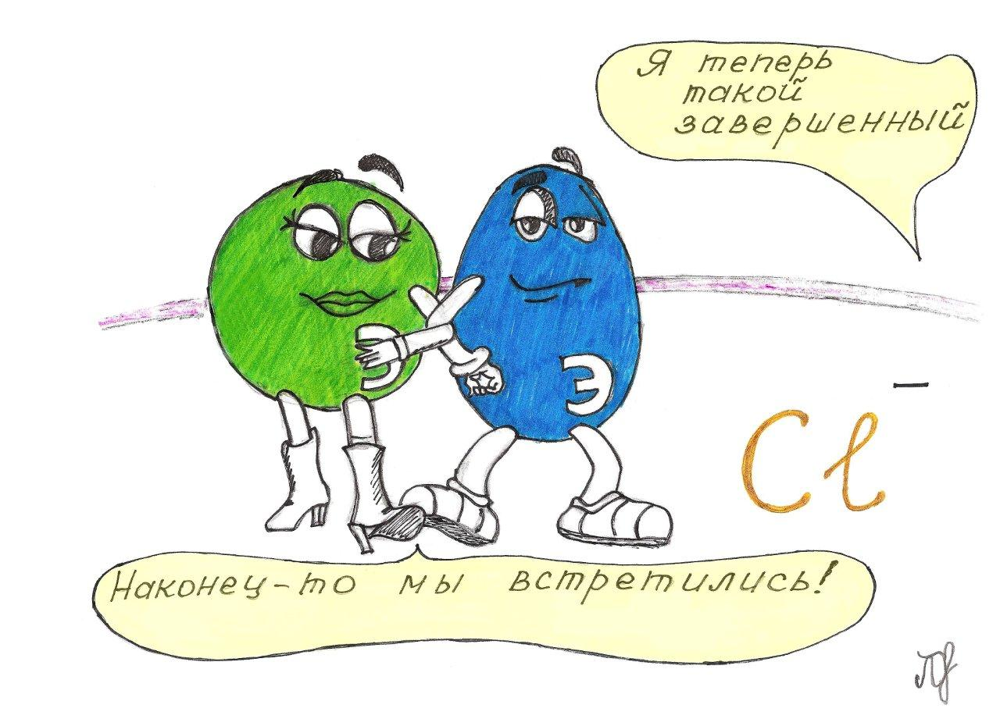 Я теперь
такой
завершенный
Э
Э
Cl⁻
Наконец-то мы встретились!